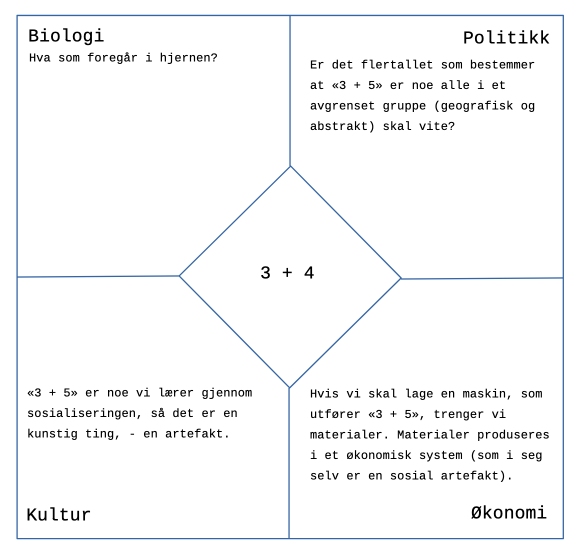 Biologi
Hva som foregår i hjernen?
Politikk
Er det flertallet som bestemmer
at «3 + 5» er noe alle i et
avgrenset gruppe (geografisk og
abstrakt) skal vite?
3 + 4
«3 + 5» er noe vi lærer gjennom
sosialiseringen, så det er en
kunstig ting, - en artefakt.
Kultur
Hvis vi skal lage en maskin, som
utfører «3 + 5», trenger vi
materialer. Materialer produseres
i et økonomisk system (som i seg
selv er en sosial artefakt).
Økonomi